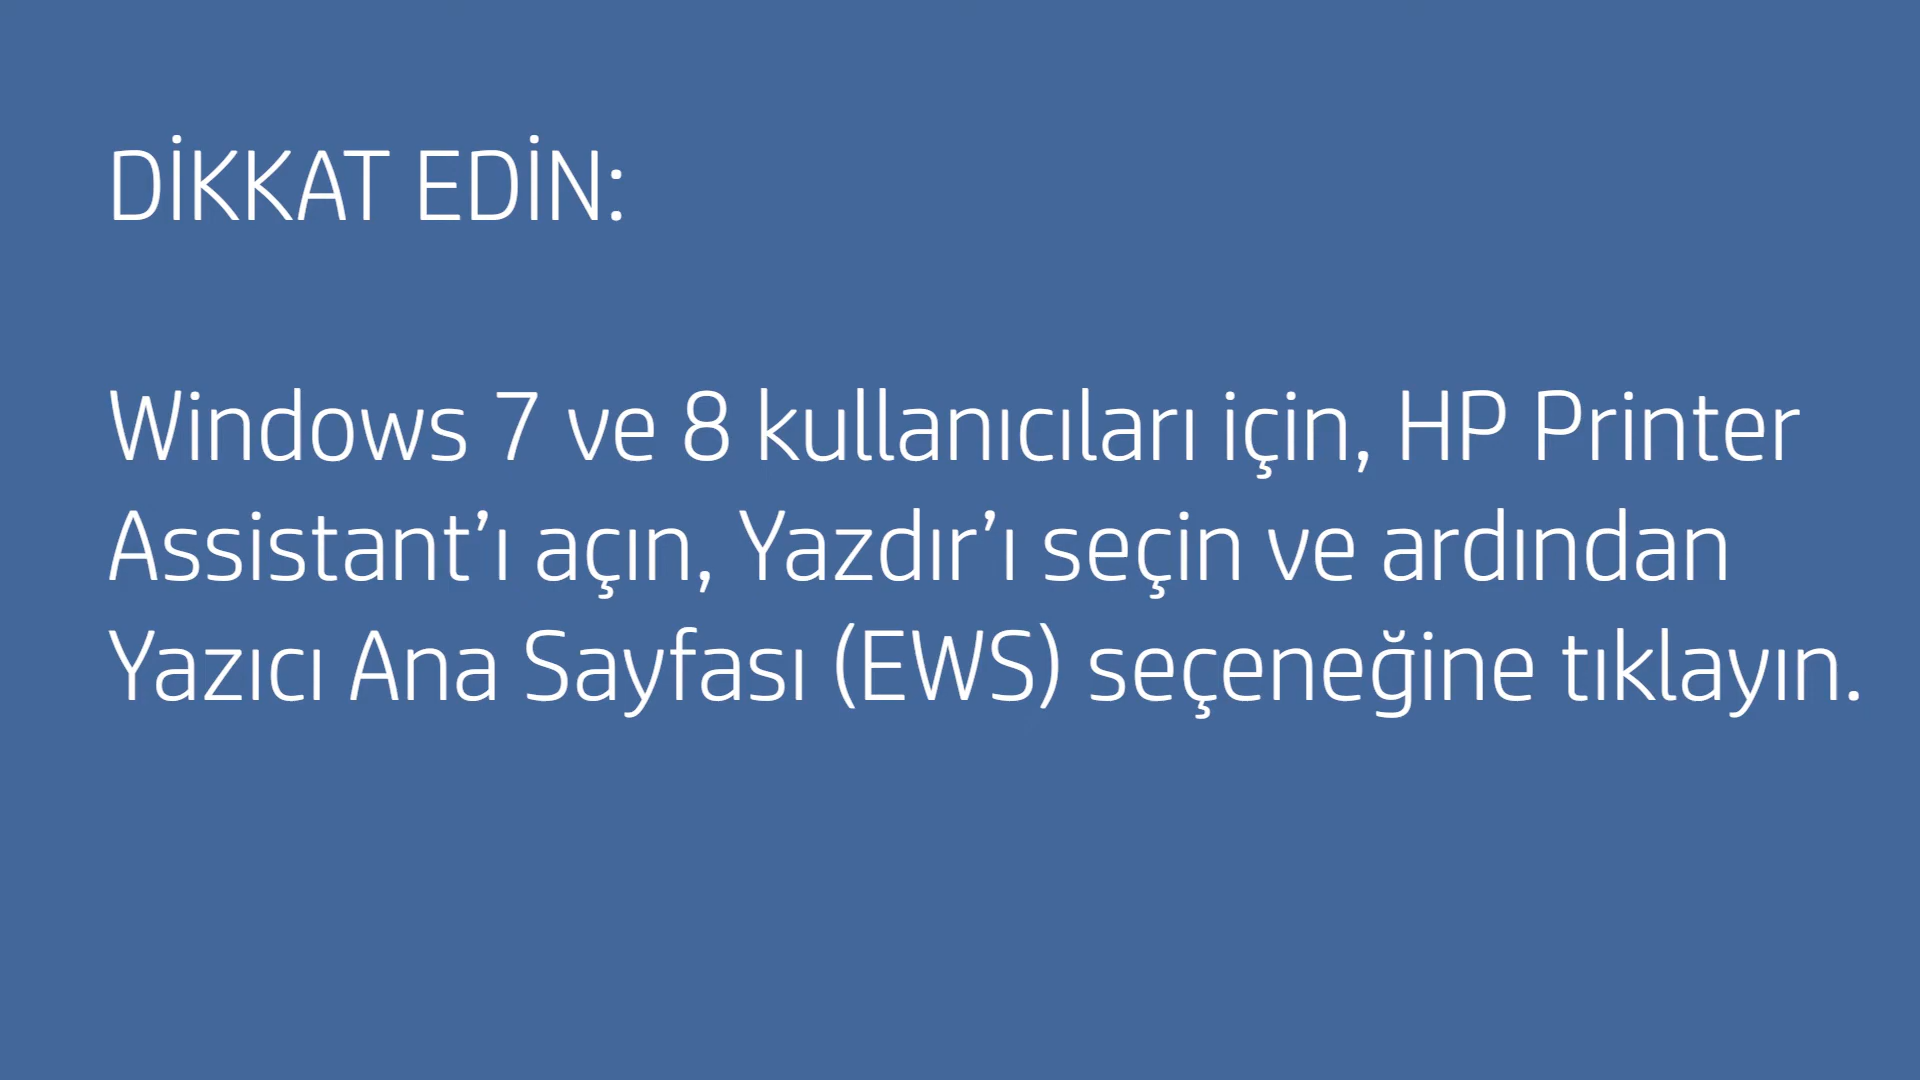 DİKKAT EDİN:
Windows 7 ve 8 kullanıcıları için, HP Printer
Assistant’ı açın, Yazdır’ı seçin ve ardından
Yazıcı Ana Sayfası (EWS) seçeneğine tıklayın.